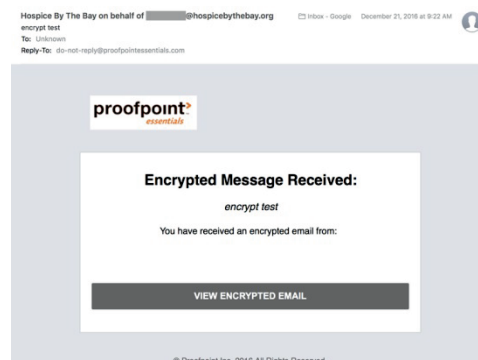 Hospice By The Bay on behalf of @hospicebythebay.org Inbox - Google December 21, 2016 at 9:22 AM
encrypt test
To: Unknown
Reply-To: do-not-reply@proofpointessentials.com
proofpoint
essentials
Encrypted Message Received:
encrypt test
You have received an encrypted email from:
VIEW ENCRYPTED EMAIL
© Proofpoint Inc. 2016 All Rights Reserved